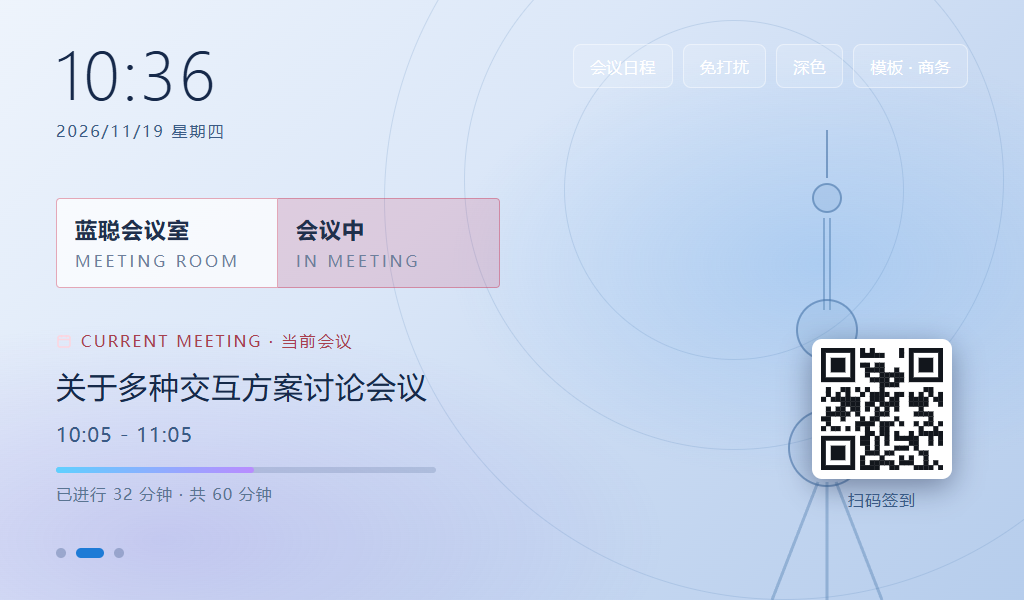 10:36
2026/11/19 星期四
会议日程
免打扰
深色
模板 · 商务
蓝聪会议室
MEETING ROOM
会议中
IN MEETING
CURRENT MEETING · 当前会议
关于多种交互方案讨论会议
10:05 - 11:05
已进行 32 分钟 · 共 60 分钟
扫码签到